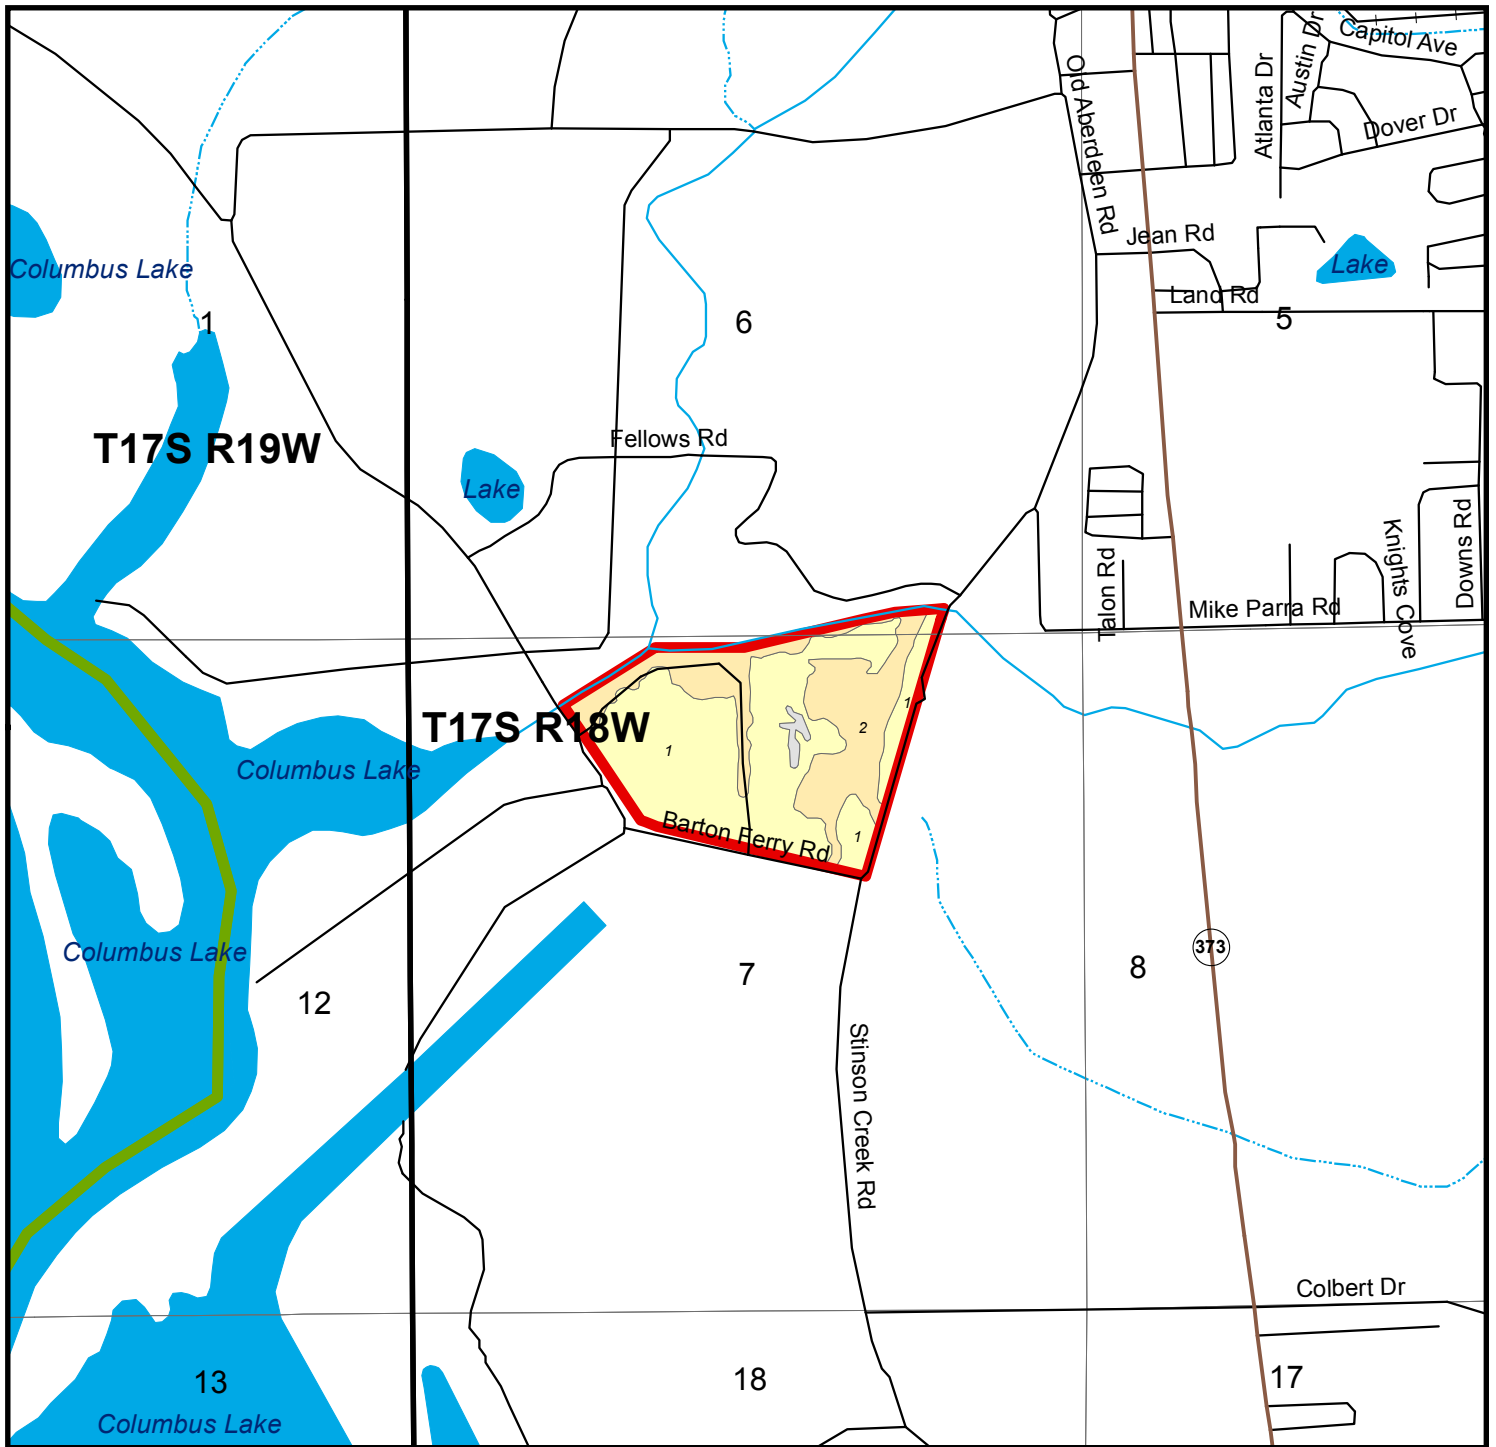 Capitol Ave
Austin Dr
Atlanta Dr
Dover Dr
Old Aberdeen Rd
Jean Rd
Columbus Lake
Lake
Land Rd
1
6
5
Fellows Rd
T17S R19W
Lake
Knights Cove
Downs Rd
Talon Rd
Mike Parra Rd
T17S R18W
1
2
1
1
Columbus Lake
Barton Ferry Rd
Columbus Lake
373
7
8
12
Stinson Creek Rd
Colbert Dr
13
18
17
Columbus Lake